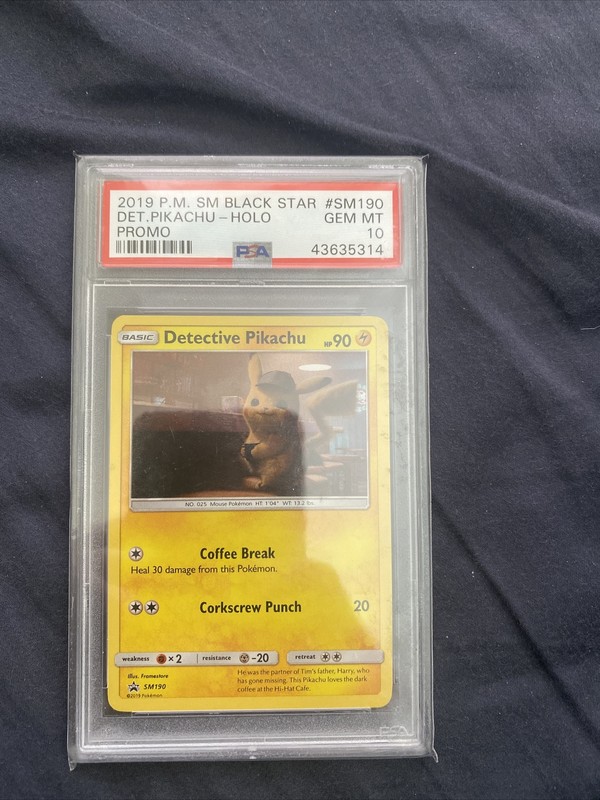 2019 P.M. SM BLACK STAR #SM190
DET.PIKACHU-HOLO GEM MT
PROMO 10
PSA 43635314
BASIC Detective Pikachu HP90
NO. 025 Mouse Pokémon HT: 1'04" WT: 13.2 lbs.
Coffee Break
Heal 30 damage from this Pokémon.
Corkscrew Punch 20
weakness ×2 resistance -20 retreat
Illus. Framestore
SM190
©2019 Pokémon
He was the partner of Tim's father, Harry, who
has gone missing. This Pikachu loves the dark
coffee at the Hi-Hat Cafe.